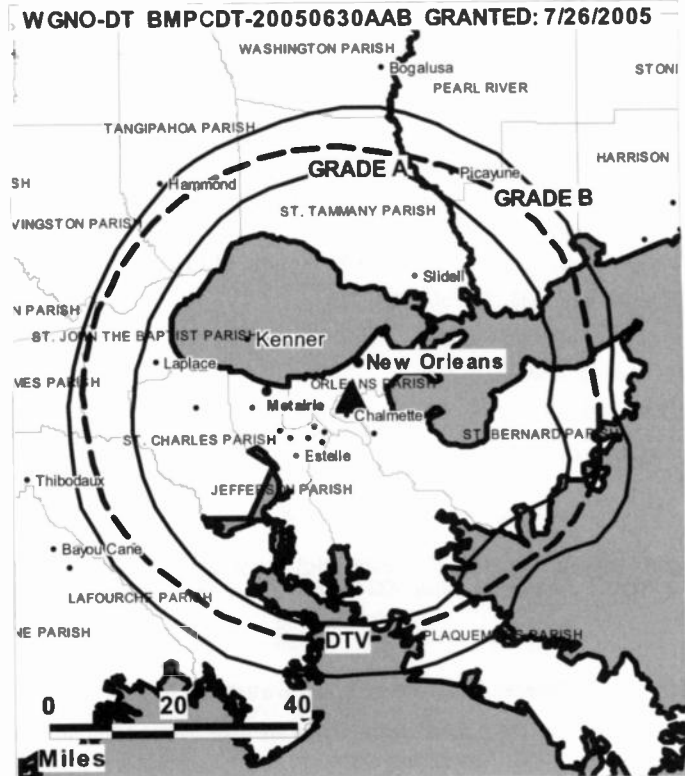 WGNO-DT BMPCDT-20050630AAB GRANTED: 7/26/2005
WASHINGTON PARISH
Bogalusa
STON
PEARL RIVER
TANGIPAHOA PARISH
GRADE A
Picayune
HARRISON
SH
Hammond
GRADE B
VINGSTON PARISH
ST. TAMMANY PARISH
Slidell
N PARISH
ST. JOHN THE BAPTIST PARISH
Kenner
Laplace
New Orleans
MES PARISH
ORLEANS PARISH
Metairie
Chalmette
ST. CHARLES PARISH
ST. BERNARD PARISH
Estelle
Thibodaux
JEFFERSON PARISH
Bayou Cane
LAFOURCHE PARISH
NE PARISH
DTV
PLAQUEMINES PARISH
0 20 40
Miles